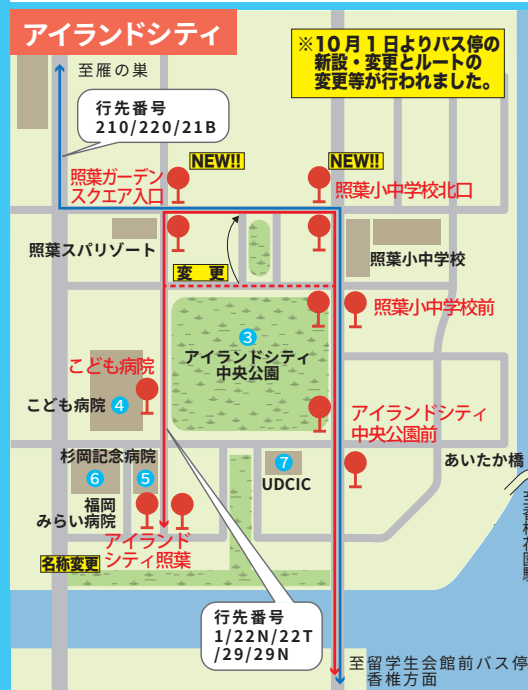 アイランドシティ
※10月1日よりバス停の
新設・変更とルートの
変更等が行われました。
至雁の巣
行先番号
210/220/21B
NEW!!
NEW!!
照葉ガーデン
スクエア入口
照葉小中学校北口
照葉スパリゾート
照葉小中学校
変更
照葉小中学校前
3
アイランドシティ
中央公園
こども病院
こども病院 4
アイランドシティ
中央公園前
杉岡記念病院
あいたか橋
6
5
7
UDCIC
福岡
みらい病院
アイランド
シティ照葉
名称変更
行先番号
1/22N/22T
/29/29N
至留学生会館前バス停
香椎方面